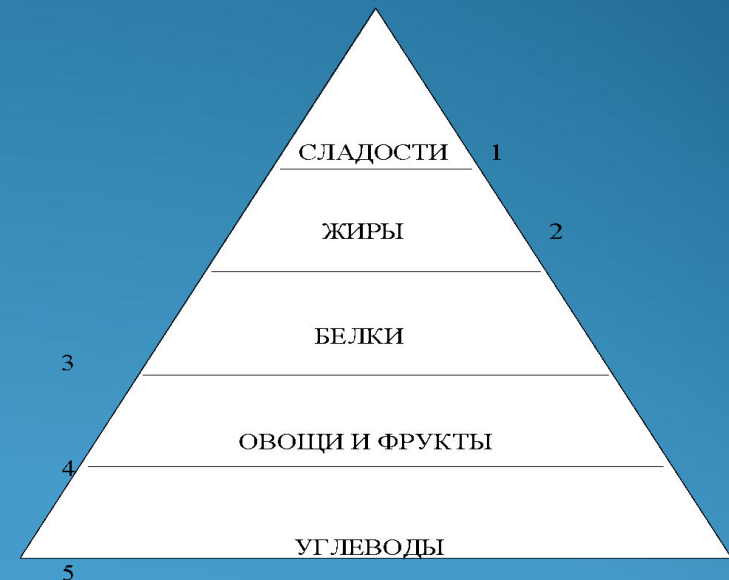 СЛАДОСТИ 1
ЖИРЫ 2
БЕЛКИ
3
ОВОЩИ И ФРУКТЫ
4
УГЛЕВОДЫ
5